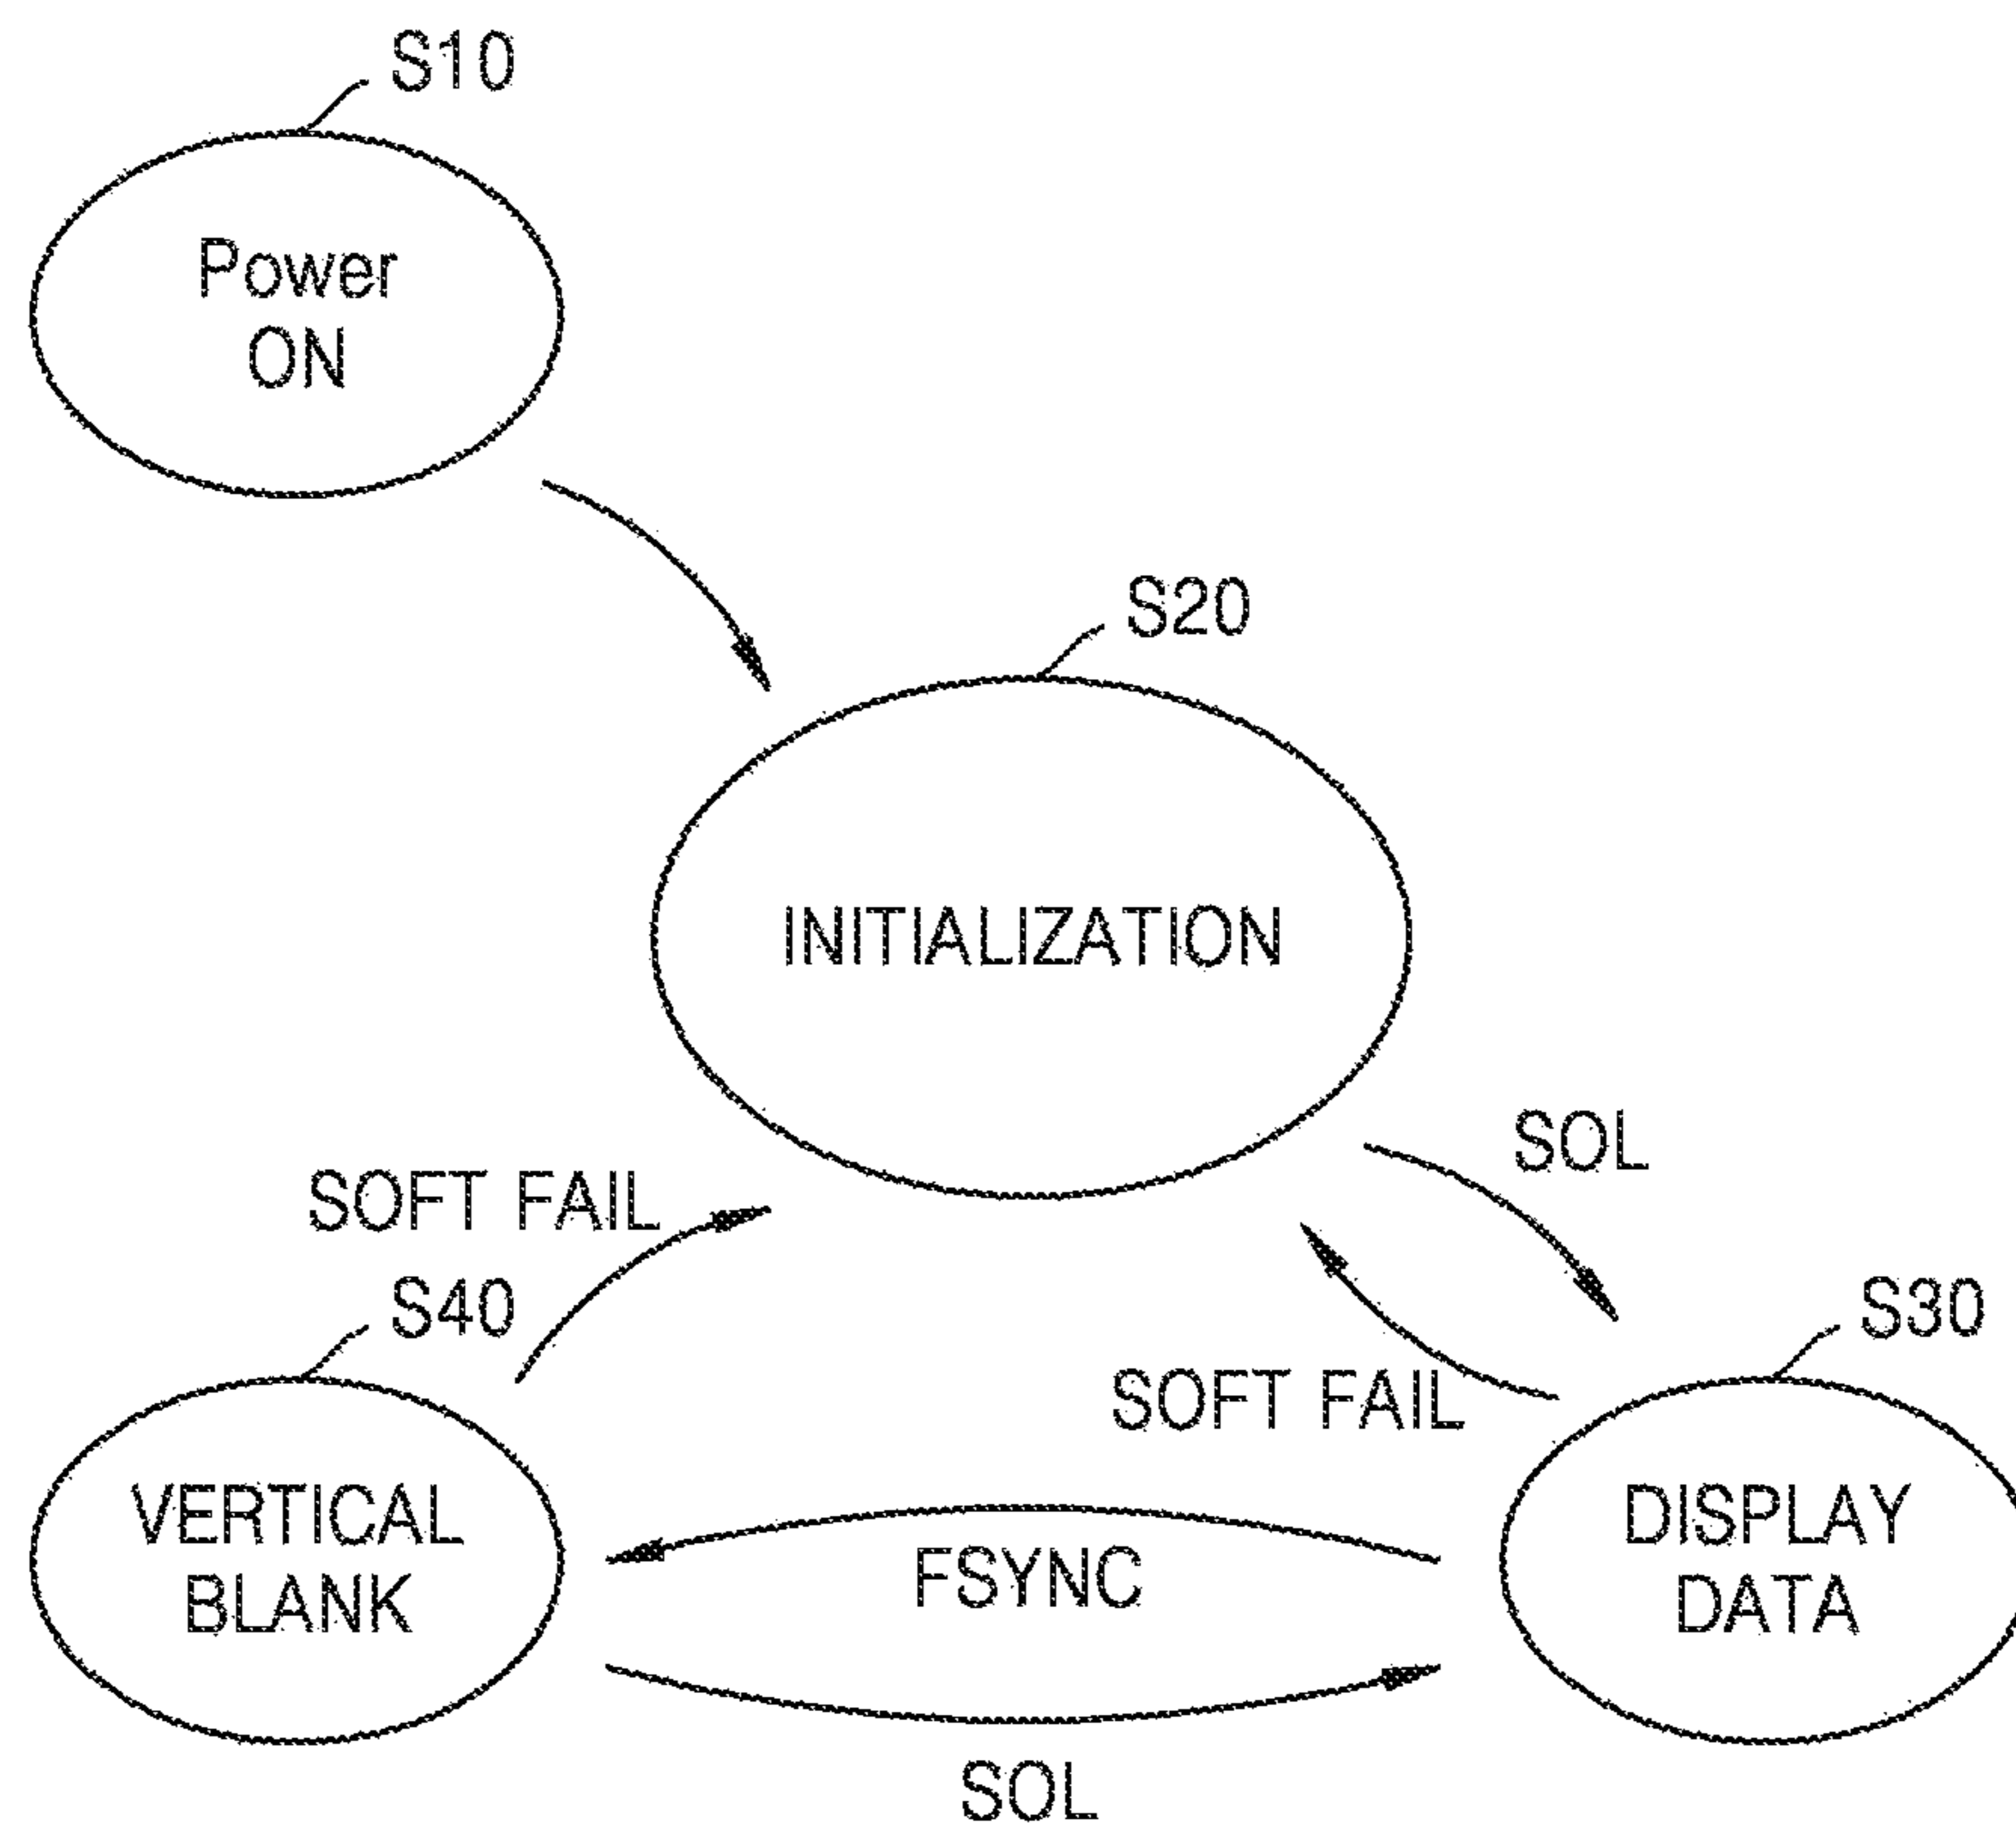 S10
Power
ON
S20
INITIALIZATION
SOL
SOFT FAIL
S40
S30
SOFT FAIL
VERTICAL
BLANK
FSYNC
DISPLAY
DATA
SOL